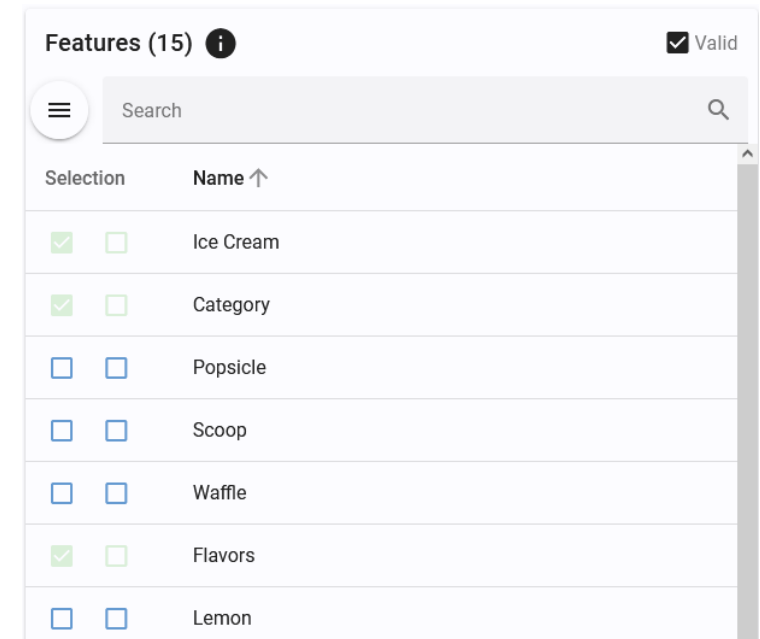 Features (15) Valid
Search
Selection Name
Ice Cream
Category
Popsicle
Scoop
Waffle
Flavors
Lemon